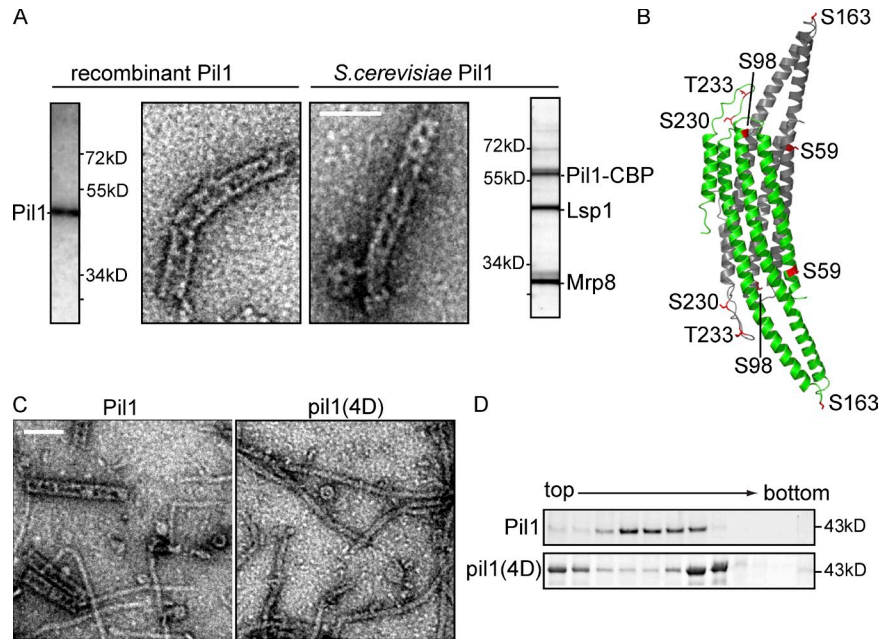 A
recombinant Pil1
S.cerevisiae Pil1
72kD
55kD
Pil1
34kD
72kD
55kD
34kD
Pil1-CBP
Lsp1
Mrp8
B
S163
S98
T233
S230
S59
S59
S230
T233
S98
S163
C
Pil1
pil1(4D)
D
top
bottom
Pil1
43kD
pil1(4D)
43kD